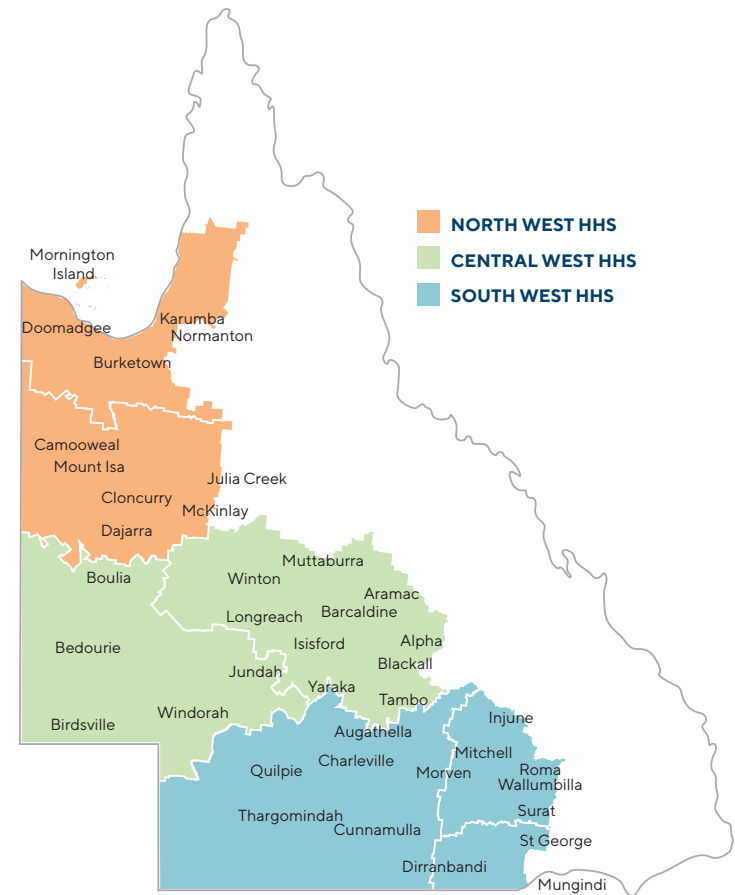 NORTH WEST HHS
CENTRAL WEST HHS
SOUTH WEST HHS
Mornington
Island
Doomadgee
Karumba
Normanton
Burketown
Camooweal
Mount Isa
Julia Creek
Cloncurry
McKinlay
Dajarra
Boulia
Muttaburra
Winton
Aramac
Barcaldine
Longreach
Isisford
Alpha
Bedourie
Blackall
Jundah
Yaraka
Tambo
Windorah
Birdsville
Injune
Augathella
Mitchell
Charleville
Quilpie
Morven
Roma
Wallumbilla
Surat
Thargomindah
Cunnamulla
St George
Dirranbandi
Mungindi